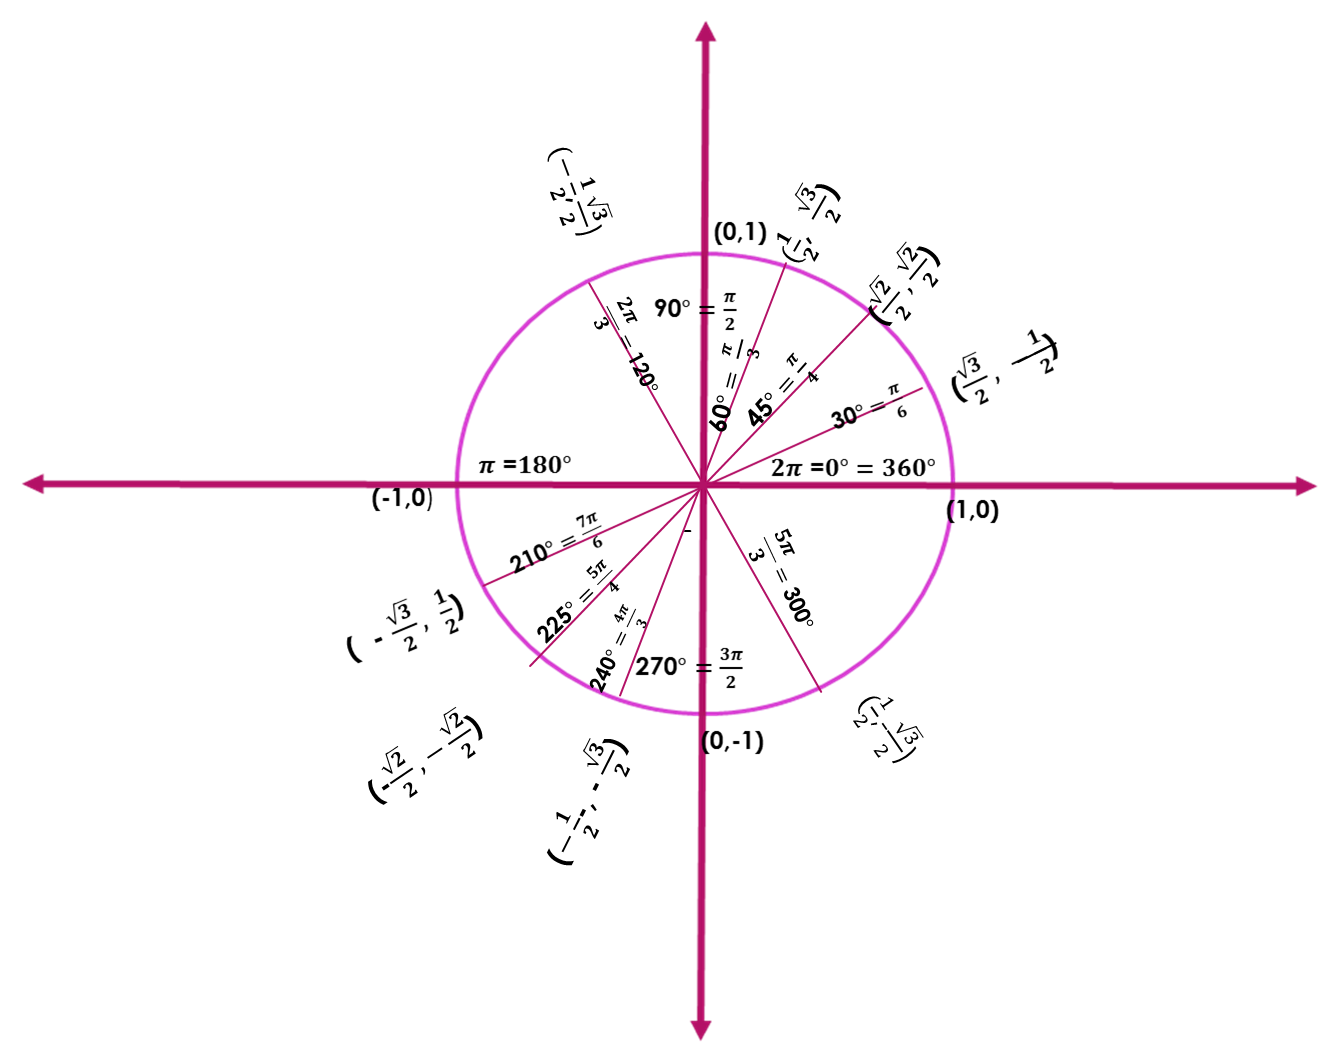 (−1/2, √3/2)
(1/2, √3/2)
(0,1)
(√2/2, √2/2)
(√3/2, −1/2)
2π/3 = 120°
90° = π/2
60° = π/3
45° = π/4
30° = π/6
π =180°
2π =0° = 360°
(-1,0)
(1,0)
210° = 7π/6
225° = 5π/4
240° = 4π/3
270° = 3π/2
5π/3 = 300°
( - √3/2, 1/2)
(-√2/2, −√2/2)
(−1/2, - √3/2)
(0,-1)
(1/2, -√3/2)